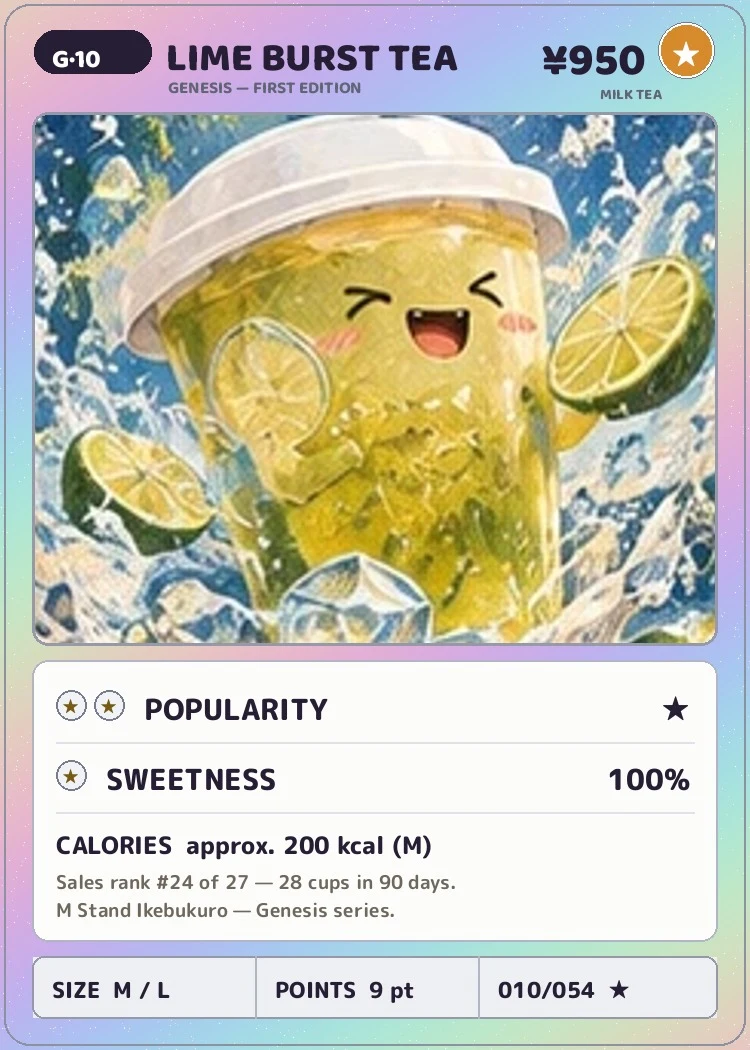 G·10
LIME BURST TEA
¥950
★
GENESIS — FIRST EDITION
MILK TEA
★ ★ POPULARITY ★
★ SWEETNESS 100%
CALORIES approx. 200 kcal (M)
Sales rank #24 of 27 — 28 cups in 90 days.
M Stand Ikebukuro — Genesis series.
SIZE M / L
POINTS 9 pt
010/054 ★